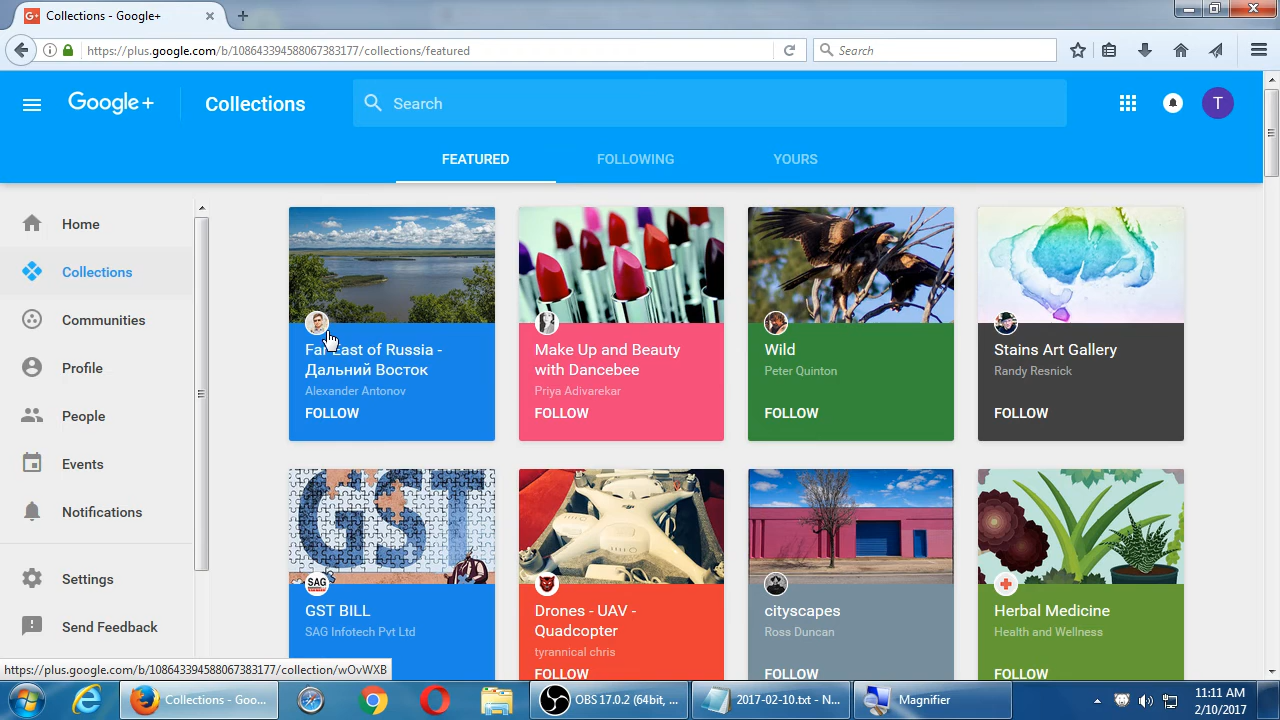 Collections - Google+
https://plus.google.com/b/108643394588067383177/collections/featured
Search
Google+
Collections
Search
T
FEATURED
FOLLOWING
YOURS
Home
Collections
Communities
Profile
People
Events
Notifications
Settings
Send Feedback
Far East of Russia -
Дальний Восток
Alexander Antonov
FOLLOW
Make Up and Beauty
with Dancebee
Priya Adivarekar
FOLLOW
Wild
Peter Quinton
FOLLOW
Stains Art Gallery
Randy Resnick
FOLLOW
GST
SAG
GST BILL
SAG Infotech Pvt Ltd
Drones - UAV -
Quadcopter
tyrannical chris
FOLLOW
cityscapes
Ross Duncan
FOLLOW
Herbal Medicine
Health and Wellness
FOLLOW
https://plus.google.com/b/108643394588067383177/collection/wOvWXB
Collections - Goo...
OBS 17.0.2 (64bit, ...
2017-02-10.txt - N...
Magnifier
11:11 AM
2/10/2017